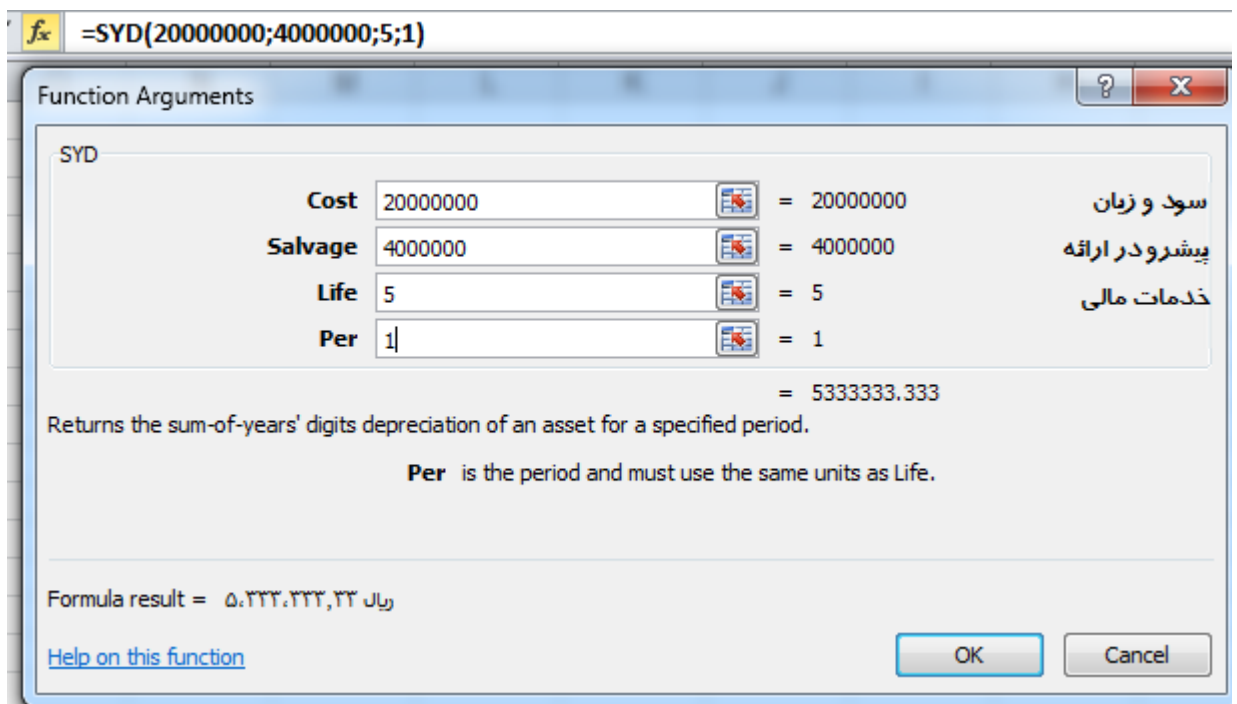 fx =SYD(20000000;4000000;5;1)
Function Arguments
SYD
Cost 20000000 = 20000000 سود و زیان
Salvage 4000000 = 4000000 پیشرو در ارائه
Life 5 = 5 خدمات مالی
Per 1 = 1
= 5333333.333
Returns the sum-of-years' digits depreciation of an asset for a specified period.
Per is the period and must use the same units as Life.
Formula result = ریال ۵،۳۳۳،۳۳۳,۳۳
Help on this function
OK Cancel